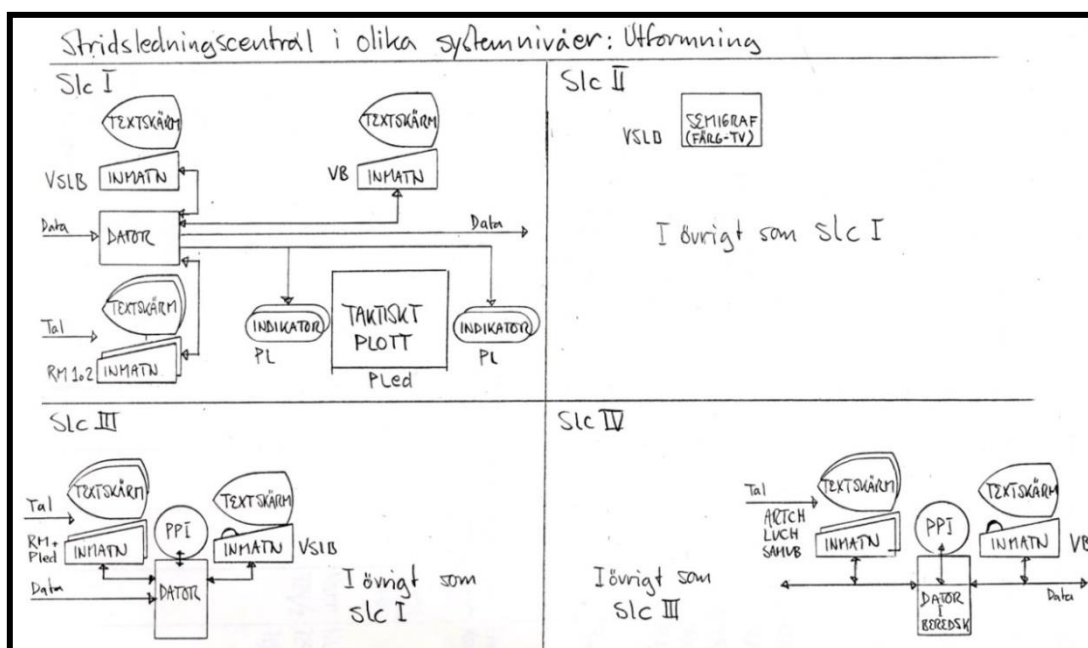 Stridsledningscentral i olika systemnivåer: Utformning
Slc I
TEXTSKÄRM
VSLB INMATN
TEXTSKÄRM
VB INMATN
Data
DATOR
Data
TEXTSKÄRM
Tal
RM 1o2 INMATN
INDIKATOR
PL
TAKTISKT
PLOTT
PLed
INDIKATOR
PL
Slc II
VSLB
SEMIGRAF
(FÄRG-TV)
I övrigt som Slc I
Slc III
TEXTSKÄRM
Tal
RM+
PLed
INMATN
PPI
TEXTSKÄRM
INMATN VSLB
Data
DATOR
I övrigt som
Slc I
Slc IV
I övrigt som
Slc III
Tal
ARTCH
LVCH
SAMVB
TEXTSKÄRM
INMATN
PPI
TEXTSKÄRM
INMATN VB
DATOR
I
BEREDSK
Data